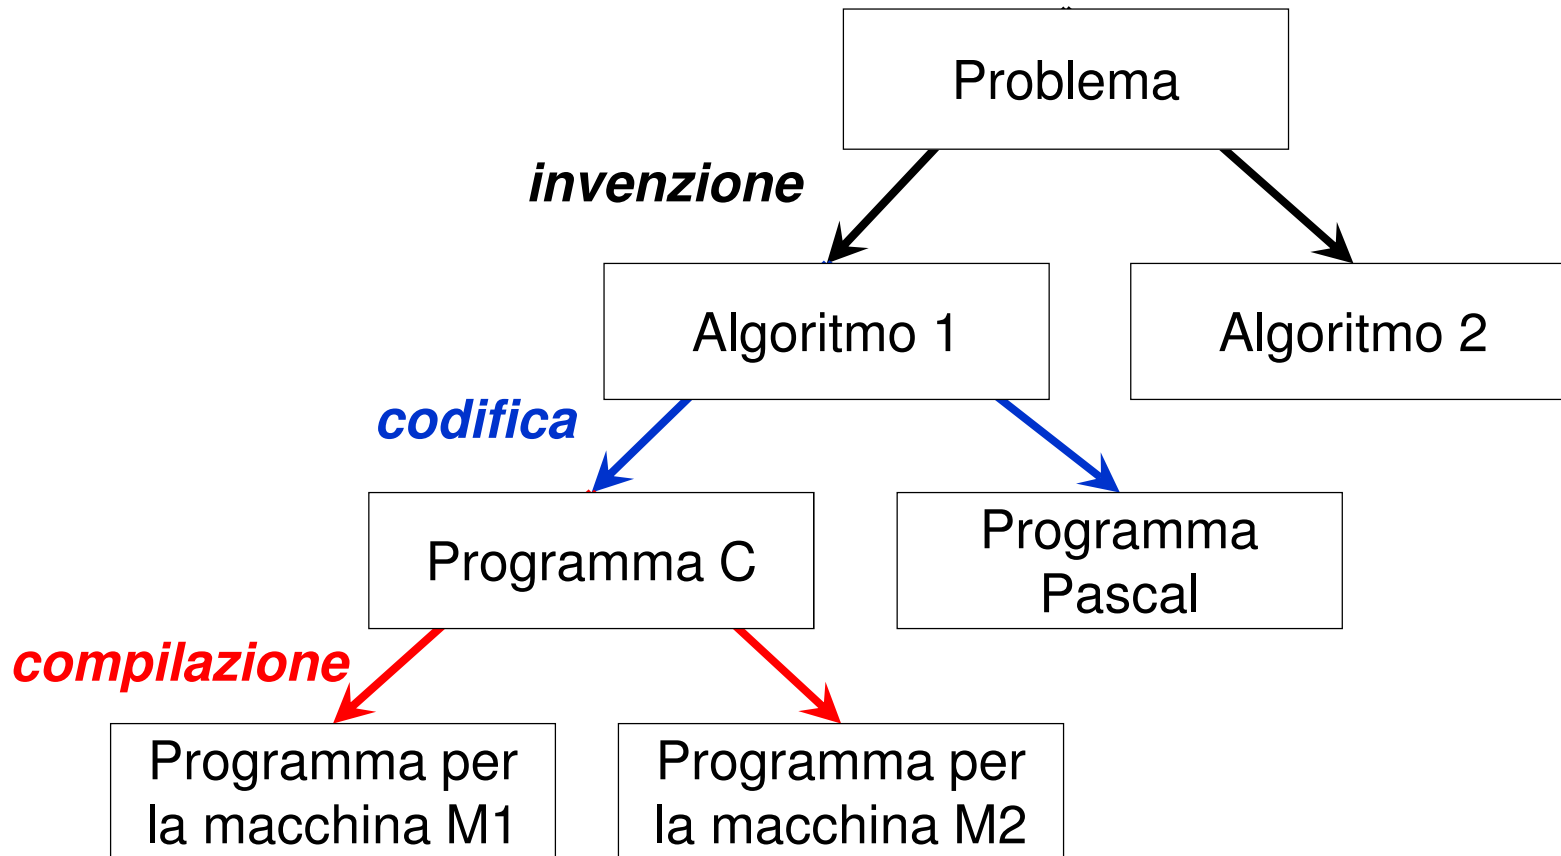 Problema
invenzione
Algoritmo 1
Algoritmo 2
codifica
Programma C
Programma
Pascal
compilazione
Programma per
la macchina M1
Programma per
la macchina M2